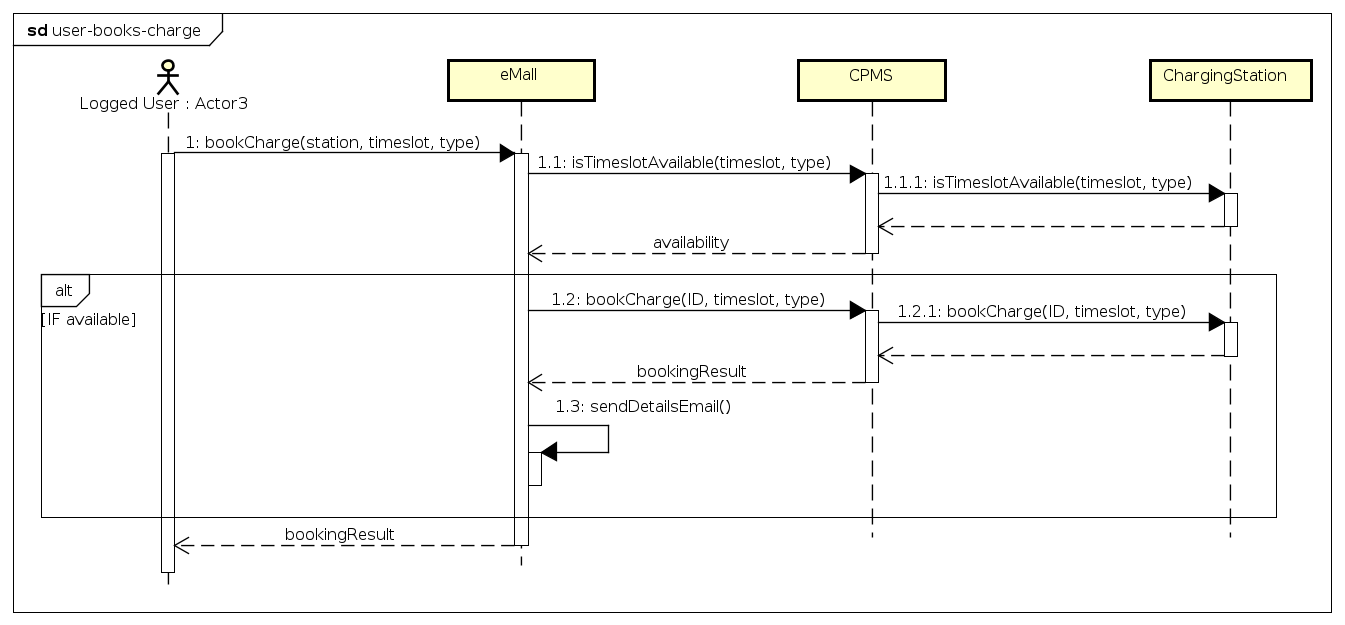 sd user-books-charge
Logged User : Actor3
eMall
CPMS
ChargingStation
1: bookCharge(station, timeslot, type)
1.1: isTimeslotAvailable(timeslot, type)
1.1.1: isTimeslotAvailable(timeslot, type)
availability
alt
[IF available]
1.2: bookCharge(ID, timeslot, type)
1.2.1: bookCharge(ID, timeslot, type)
bookingResult
1.3: sendDetailsEmail()
bookingResult